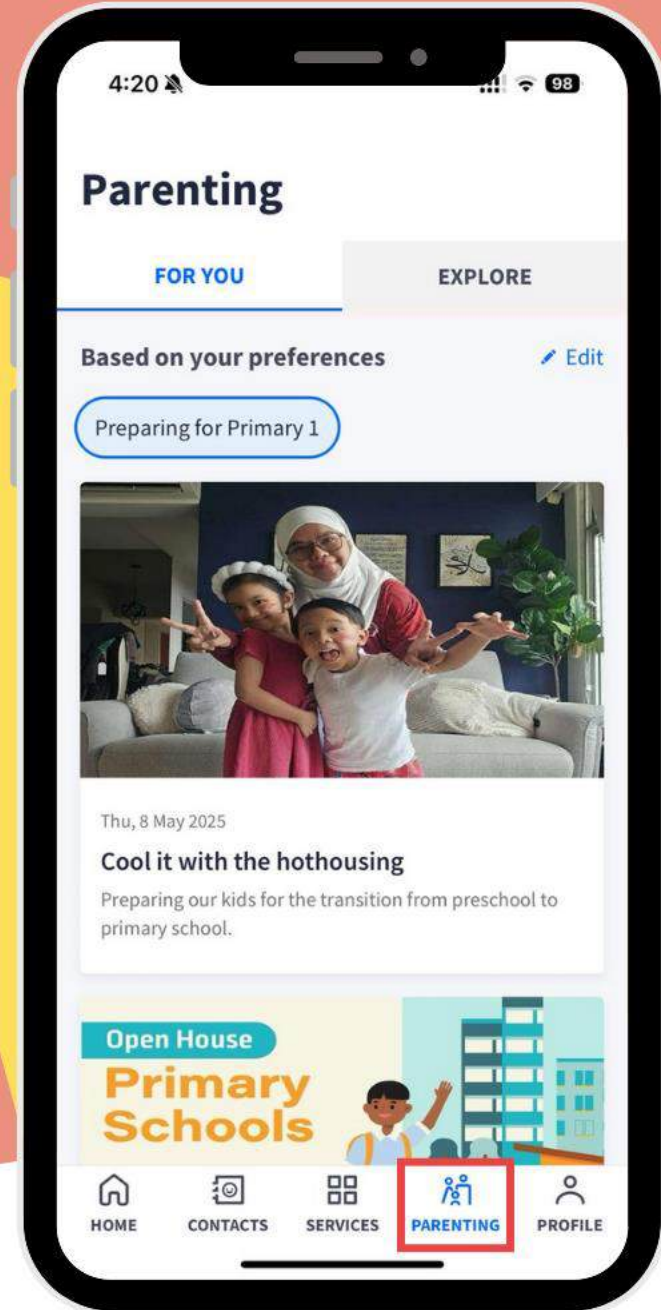 4:20
98
Parenting
FOR YOU
EXPLORE
Based on your preferences
Edit
Preparing for Primary 1
Thu, 8 May 2025
Cool it with the hothousing
Preparing our kids for the transition from preschool to
primary school.
Open House
Primary
Schools
HOME
CONTACTS
SERVICES
PARENTING
PROFILE